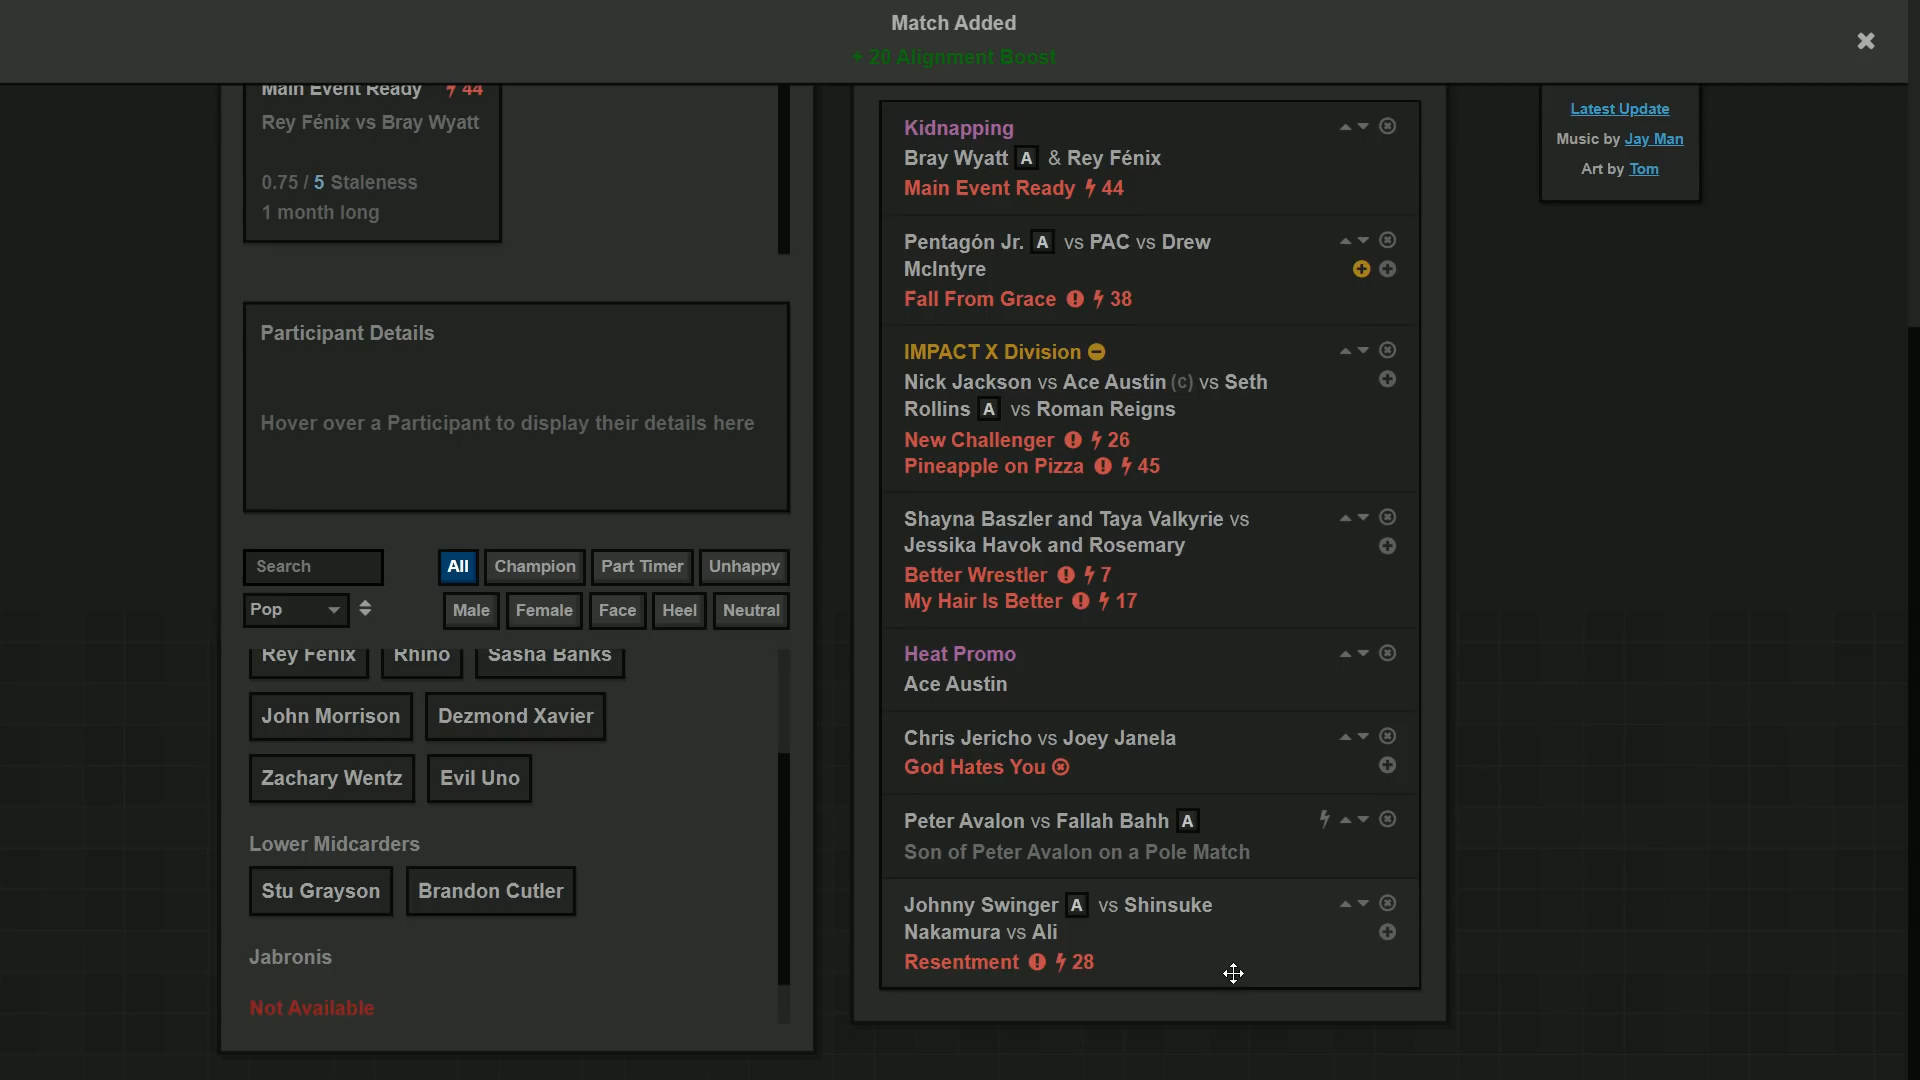 Match Added
+ 20 Alignment Boost
Main Event Ready 44
Rey Fénix vs Bray Wyatt
0.75 / 5 Staleness
1 month long
Participant Details
Hover over a Participant to display their details here
Search
All
Champion
Part Timer
Unhappy
Pop
Male
Female
Face
Heel
Neutral
Rey Fénix
Rhino
Sasha Banks
John Morrison
Dezmond Xavier
Zachary Wentz
Evil Uno
Lower Midcarders
Stu Grayson
Brandon Cutler
Jabronis
Not Available
Kidnapping
Bray Wyatt A & Rey Fénix
Main Event Ready 44
Pentagón Jr. A vs PAC vs Drew
McIntyre
Fall From Grace 38
IMPACT X Division
Nick Jackson vs Ace Austin (c) vs Seth
Rollins A vs Roman Reigns
New Challenger 26
Pineapple on Pizza 45
Shayna Baszler and Taya Valkyrie vs
Jessika Havok and Rosemary
Better Wrestler 7
My Hair Is Better 17
Heat Promo
Ace Austin
Chris Jericho vs Joey Janela
God Hates You
Peter Avalon vs Fallah Bahh A
Son of Peter Avalon on a Pole Match
Johnny Swinger A vs Shinsuke
Nakamura vs Ali
Resentment 28
Latest Update
Music by Jay Man
Art by Tom